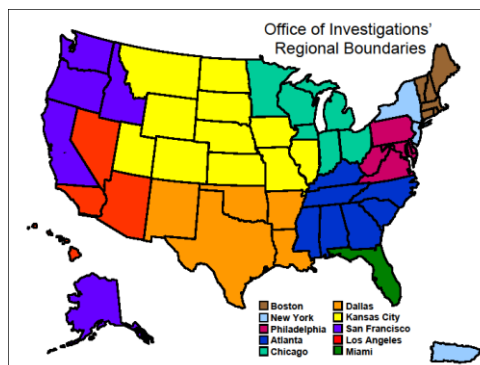 Office of Investigations'
Regional Boundaries
Boston
New York
Philadelphia
Atlanta
Chicago
Dallas
Kansas City
San Francisco
Los Angeles
Miami